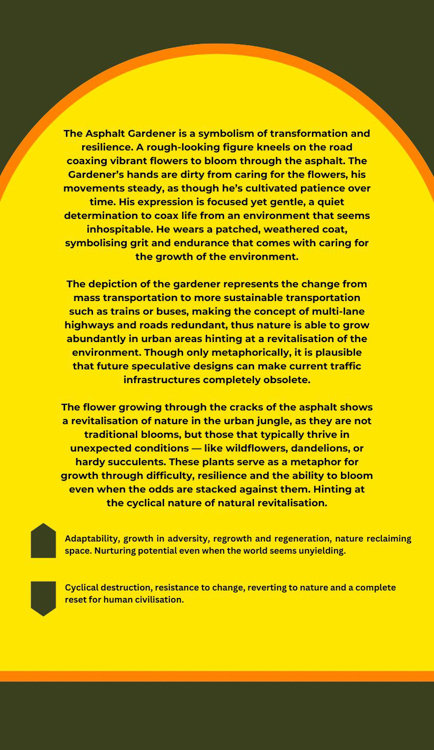 The Asphalt Gardener is a symbolism of transformation and
resilience. A rough-looking figure kneels on the road
coaxing vibrant flowers to bloom through the asphalt. The
Gardener's hands are dirty from caring for the flowers, his
movements steady, as though he's cultivated patience over
time. His expression is focused yet gentle, a quiet
determination to coax life from an environment that seems
inhospitable. He wears a patched, weathered coat,
symbolising grit and endurance that comes with caring for
the growth of the environment.
The depiction of the gardener represents the change from
mass transportation to more sustainable transportation
such as trains or buses, making the concept of multi-lane
highways and roads redundant, thus nature is able to grow
abundantly in urban areas hinting at a revitalisation of the
environment. Though only metaphorically, it is plausible
that future speculative designs can make current traffic
infrastructures completely obsolete.
The flower growing through the cracks of the asphalt shows
a revitalisation of nature in the urban jungle, as they are not
traditional blooms, but those that typically thrive in
unexpected conditions — like wildflowers, dandelions, or
hardy succulents. These plants serve as a metaphor for
growth through difficulty, resilience and the ability to bloom
even when the odds are stacked against them. Hinting at
the cyclical nature of natural revitalisation.
Adaptability, growth in adversity, regrowth and regeneration, nature reclaiming
space. Nurturing potential even when the world seems unyielding.
Cyclical destruction, resistance to change, reverting to nature and a complete
reset for human civilisation.